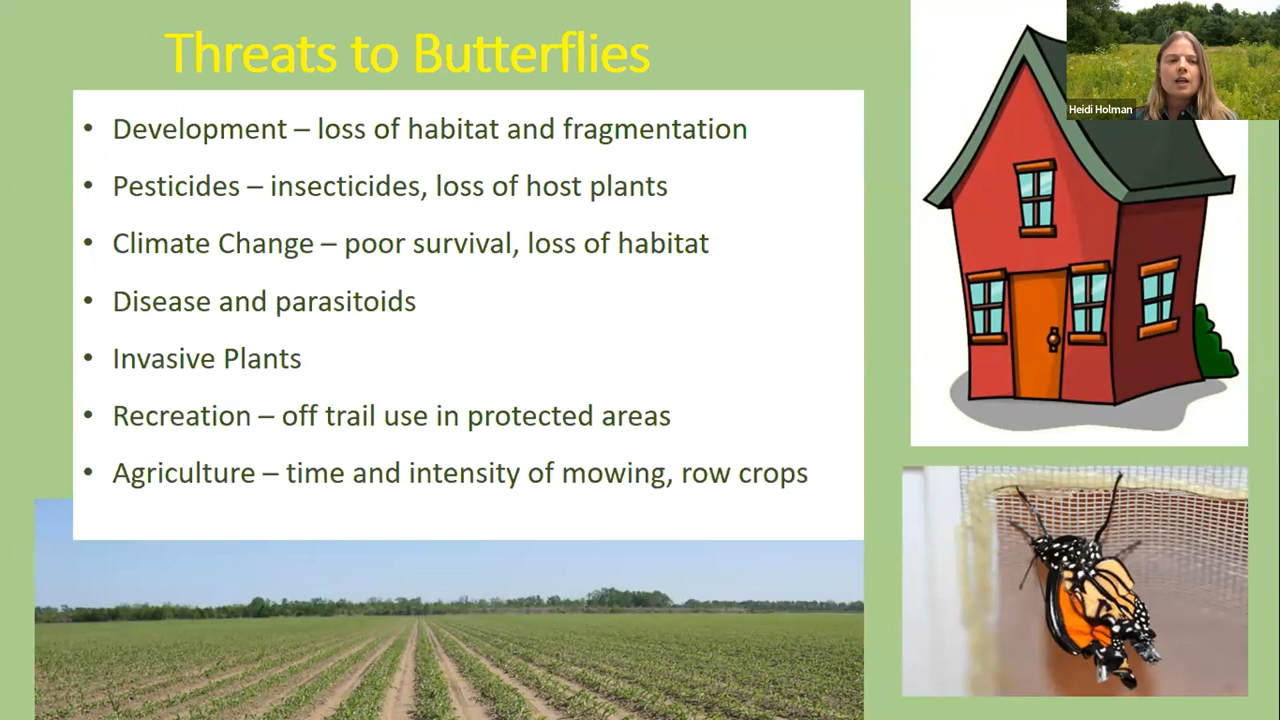 Threats to Butterflies
Heidi Holman
• Development – loss of habitat and fragmentation
• Pesticides – insecticides, loss of host plants
• Climate Change – poor survival, loss of habitat
• Disease and parasitoids
• Invasive Plants
• Recreation – off trail use in protected areas
• Agriculture – time and intensity of mowing, row crops